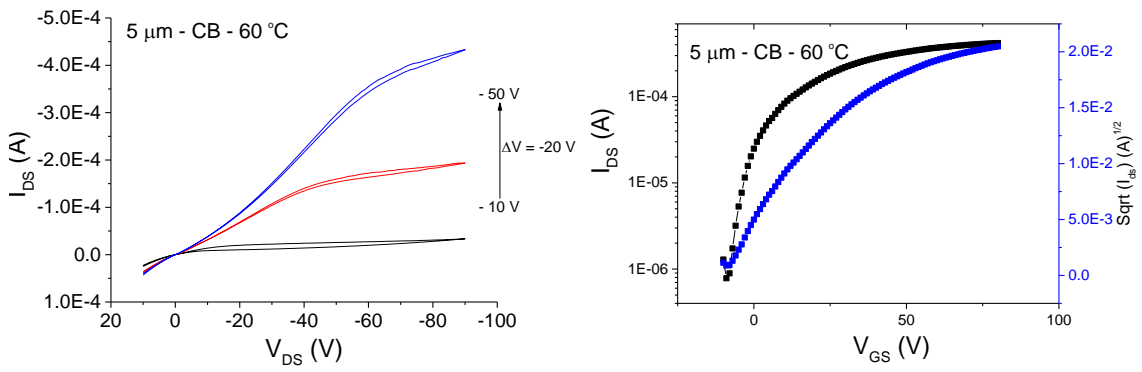 5 μm - CB - 60 °C
-5.0E-4
-4.0E-4
-3.0E-4
-2.0E-4
-1.0E-4
0.0
1.0E-4
I_DS (A)
- 50 V
ΔV = -20 V
- 10 V
20 0 -20 -40 -60 -80 -100
V_DS (V)
5 μm - CB - 60 °C
1E-04
1E-05
1E-06
I_DS (A)
2.0E-2
1.5E-2
1.0E-2
5.0E-3
0.0
Sqrt (I_ds) (A)^1/2
0 50 100
V_GS (V)